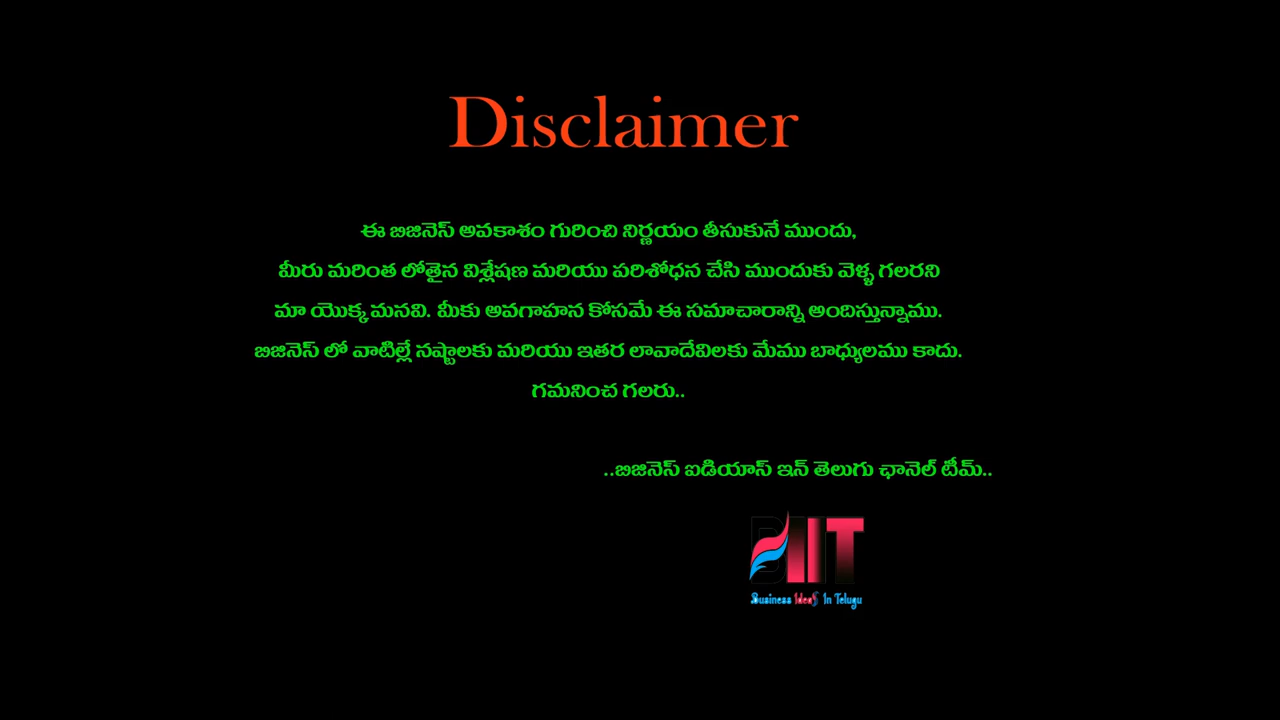 Disclaimer
ఈ బిజినెస్ అవకాశం గురించి నిర్ణయం తీసుకునే ముందు,
మీరు మరింత లోతైన విశ్లేషణ మరియు పరిశోధన చేసి ముందుకు వెళ్ళ గలరని
మా యొక్క మనవి. మీకు అవగాహన కోసమే ఈ సమాచారాన్ని అందిస్తున్నాము.
బిజినెస్ లో వాటిల్లే నష్టాలకు మరియు ఇతర లావాదేవిలకు మేము బాధ్యులము కాదు.
గమనించ గలరు..
..బిజినెస్ ఐడియాస్ ఇన్ తెలుగు ఛానెల్ టీమ్..
BIIT
Business IdeaS In Telugu